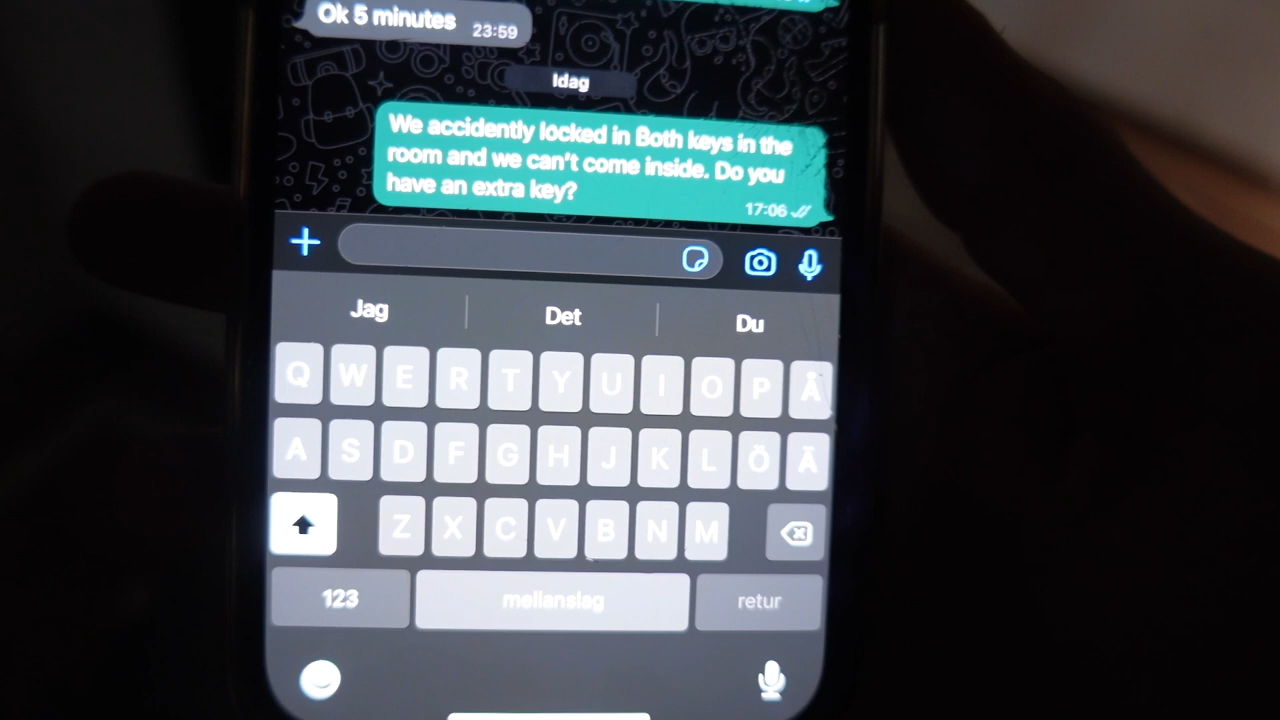 Ok 5 minutes 23:59
Idag
We accidently locked in Both keys in the
room and we can't come inside. Do you
have an extra key?
17:06
Jag Det Du
Q W E R T Y U I O P Å
A S D F G H J K L Ö Ä
Z X C V B N M
123 mellanslag retur